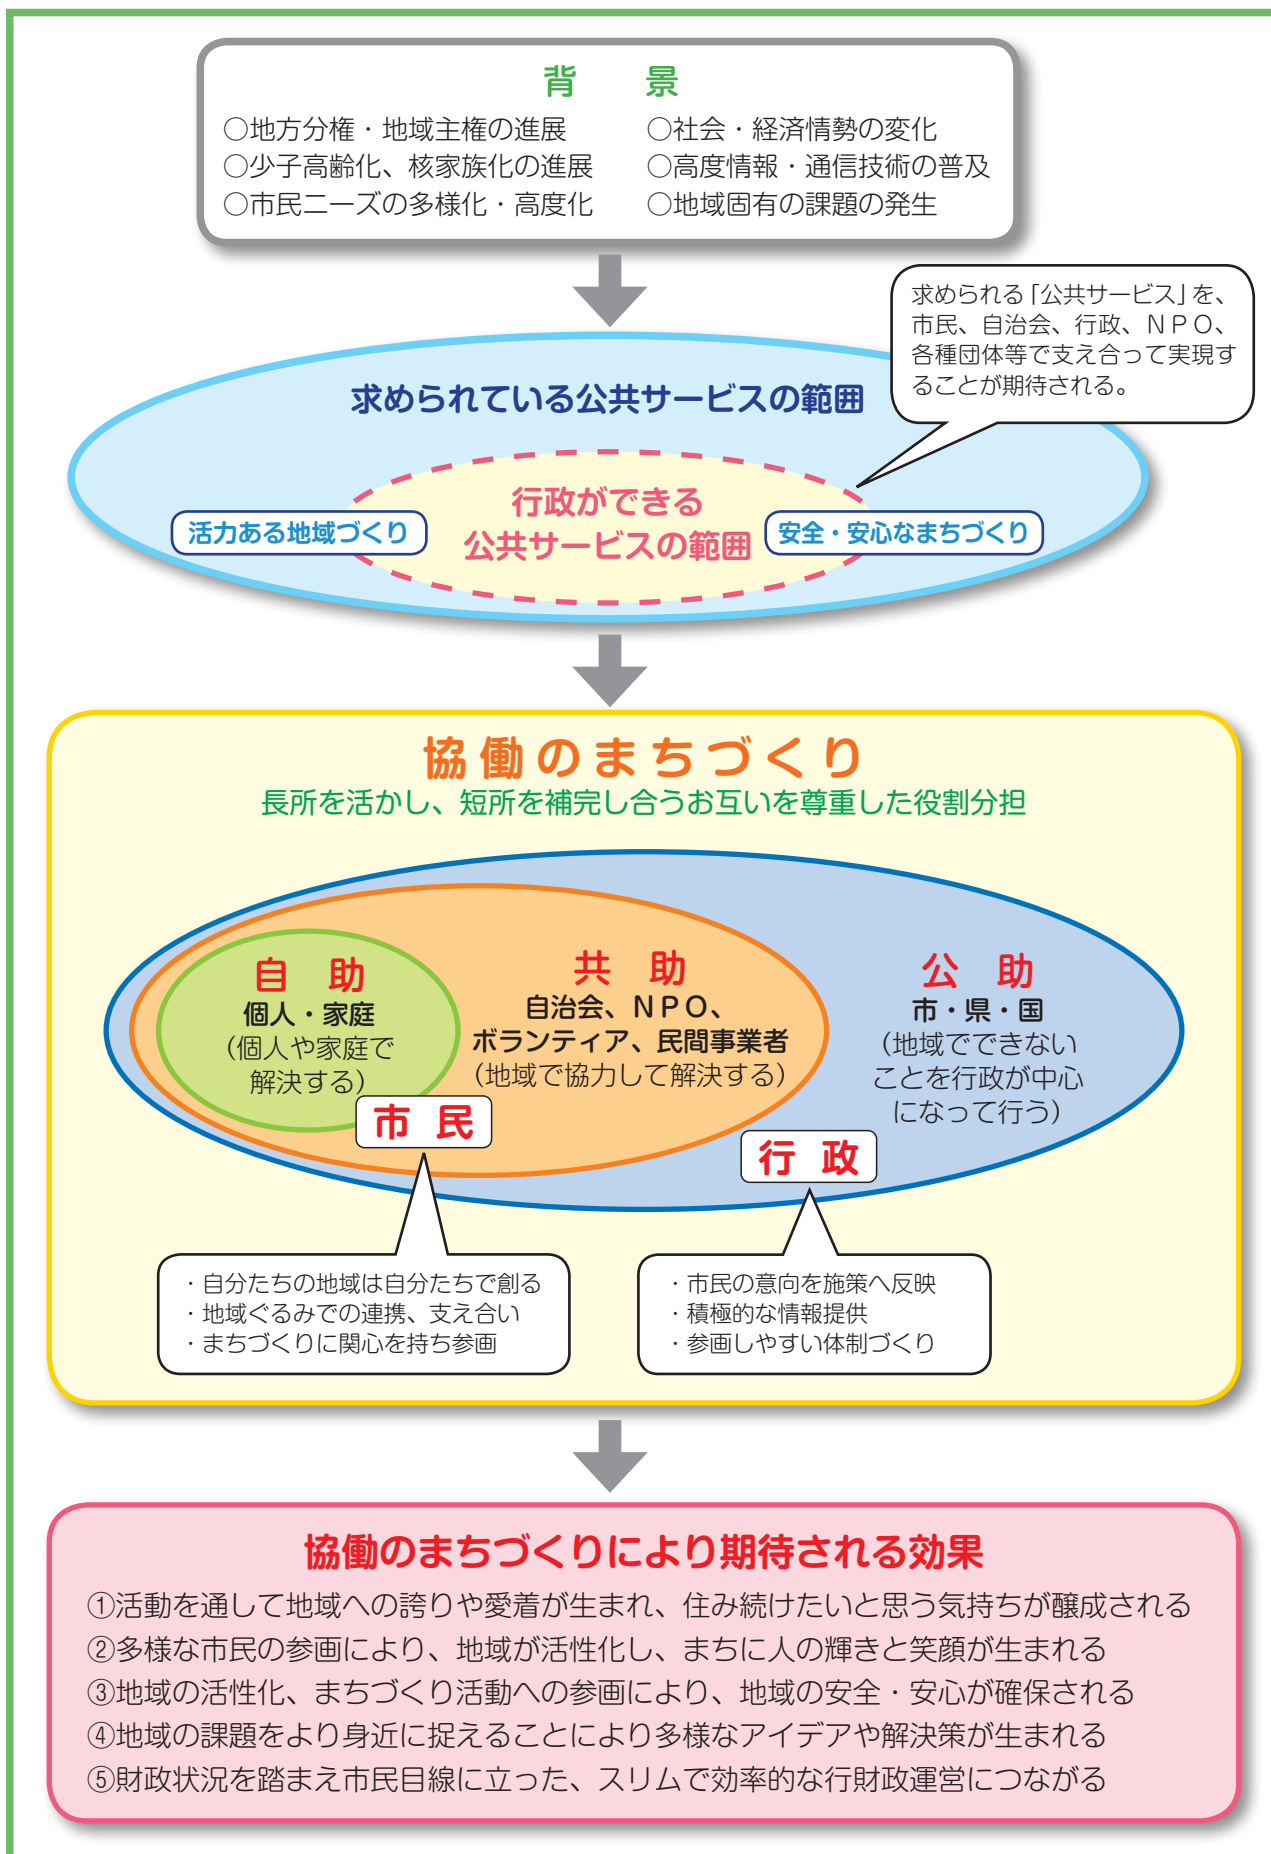 背　景
○地方分権・地域主権の進展
○少子高齢化、核家族化の進展
○市民ニーズの多様化・高度化
○社会・経済情勢の変化
○高度情報・通信技術の普及
○地域固有の課題の発生
求められる「公共サービス」を、
市民、自治会、行政、ＮＰＯ、
各種団体等で支え合って実現す
ることが期待される。
求められている公共サービスの範囲
行政ができる
公共サービスの範囲
活力ある地域づくり
安全・安心なまちづくり
協働のまちづくり
長所を活かし、短所を補完し合うお互いを尊重した役割分担
自　助
個人・家庭
（個人や家庭で
解決する）
共　助
自治会、ＮＰＯ、
ボランティア、民間事業者
（地域で協力して解決する）
公　助
市・県・国
（地域でできない
ことを行政が中心
になって行う）
市　民
行　政
・自分たちの地域は自分たちで創る
・地域ぐるみでの連携、支え合い
・まちづくりに関心を持ち参画
・市民の意向を施策へ反映
・積極的な情報提供
・参画しやすい体制づくり
協働のまちづくりにより期待される効果
①活動を通して地域への誇りや愛着が生まれ、住み続けたいと思う気持ちが醸成される
②多様な市民の参画により、地域が活性化し、まちに人の輝きと笑顔が生まれる
③地域の活性化、まちづくり活動への参画により、地域の安全・安心が確保される
④地域の課題をより身近に捉えることにより多様なアイデアや解決策が生まれる
⑤財政状況を踏まえ市民目線に立った、スリムで効率的な行財政運営につながる